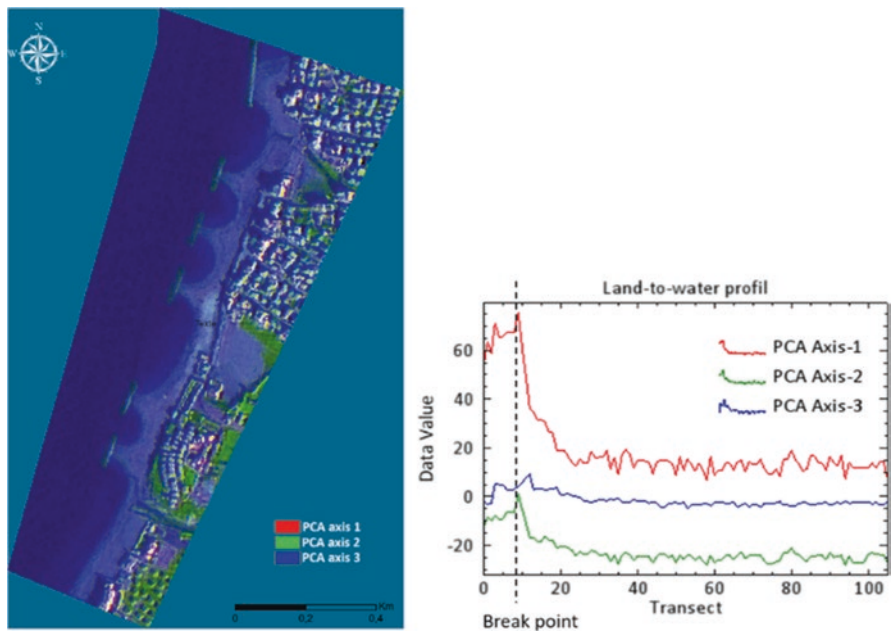 N
W E
S
PCA axis 1
PCA axis 2
PCA axis 3
Km
0 0,2 0,4
Land-to-water profil
PCA Axis-1
PCA Axis-2
PCA Axis-3
Data Value
60
40
20
0
-20
0 20 40 60 80 100
Transect
Break point